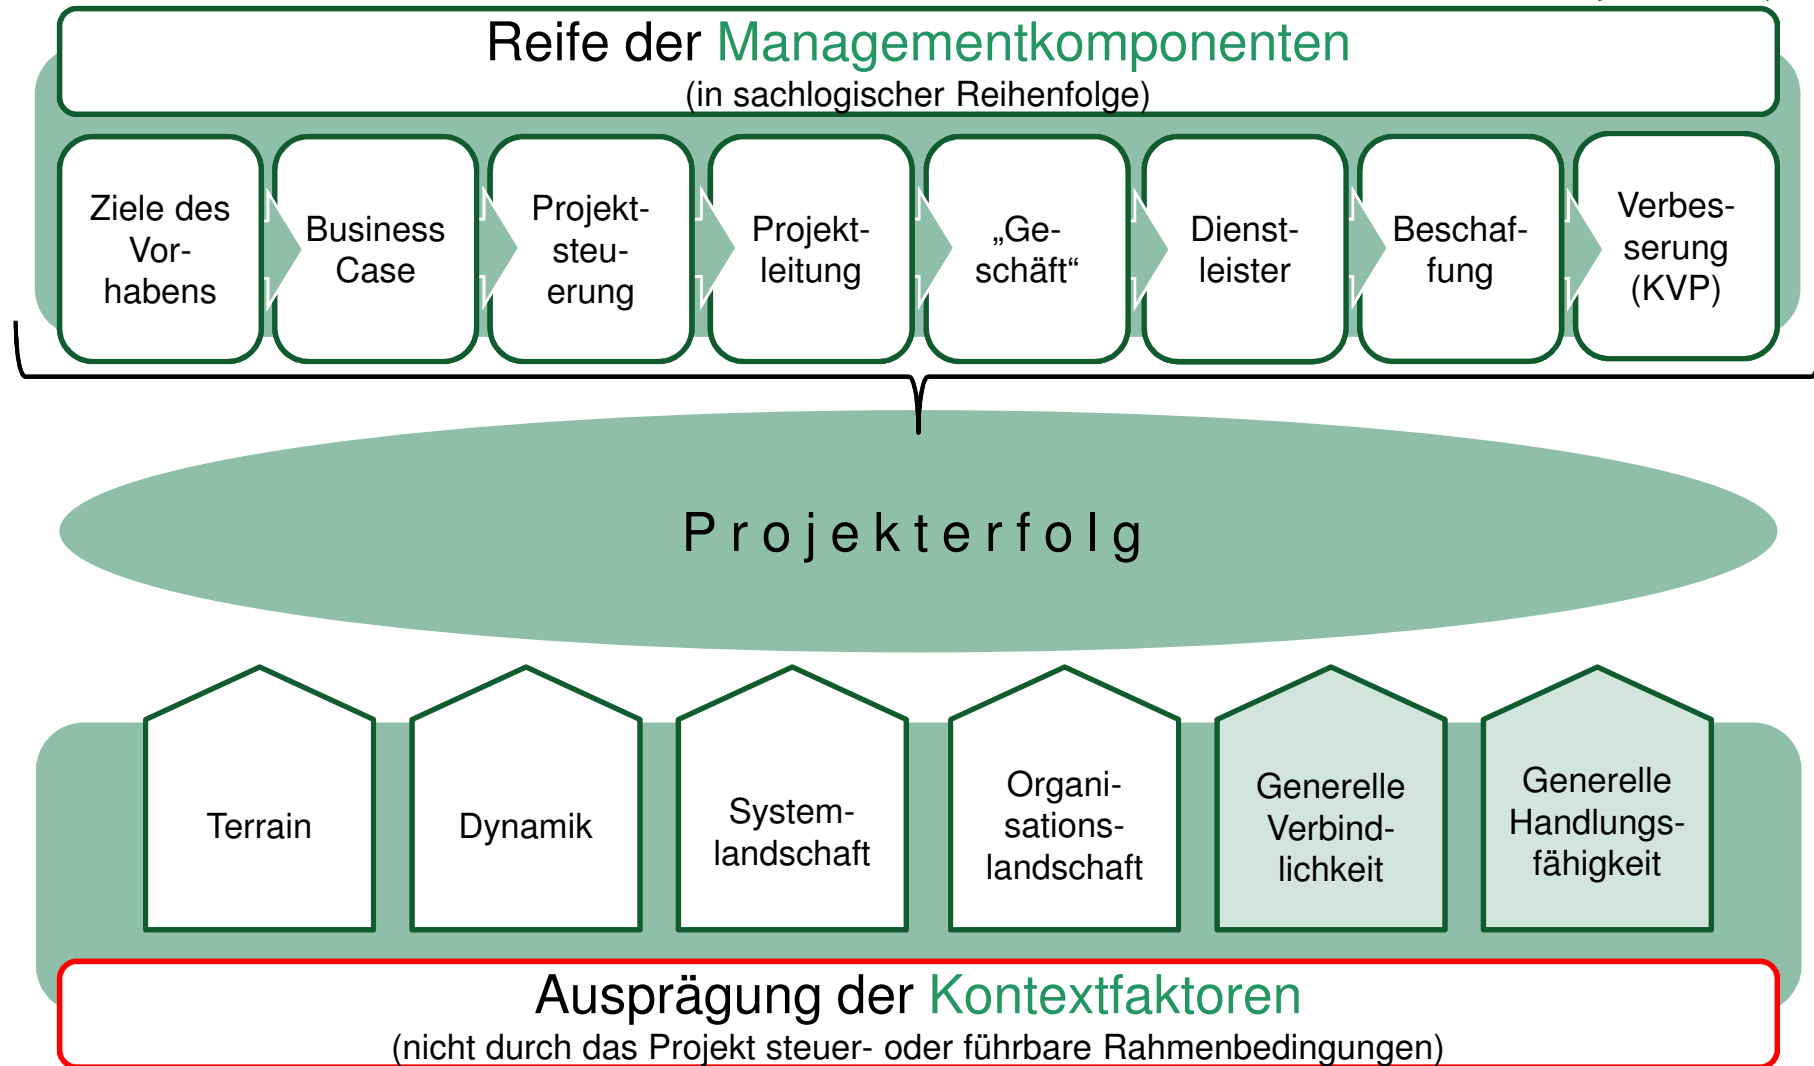 Reife der Managementkomponenten
(in sachlogischer Reihenfolge)
Ziele des
Vor-
habens
Business
Case
Projekt-
steu-
erung
Projekt-
leitung
„Ge-
schäft“
Dienst-
leister
Beschaf-
fung
Verbes-
serung
(KVP)
Projekterfolg
Terrain
Dynamik
System-
landschaft
Organi-
sations-
landschaft
Generelle
Verbind-
lichkeit
Generelle
Handlungs-
fähigkeit
Ausprägung der Kontextfaktoren
(nicht durch das Projekt steuer- oder führbare Rahmenbedingungen)